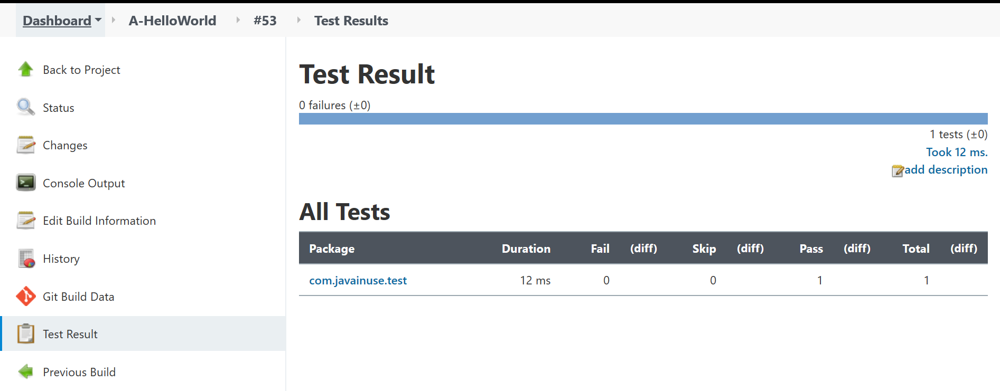 Dashboard A-HelloWorld #53 Test Results
Back to Project
Status
Changes
Console Output
Edit Build Information
History
Git Build Data
Test Result
Previous Build
Test Result
0 failures (±0)
1 tests (±0)
Took 12 ms.
add description
All Tests
Package Duration Fail (diff) Skip (diff) Pass (diff) Total (diff)
com.javainuse.test 12 ms 0 0 1 1